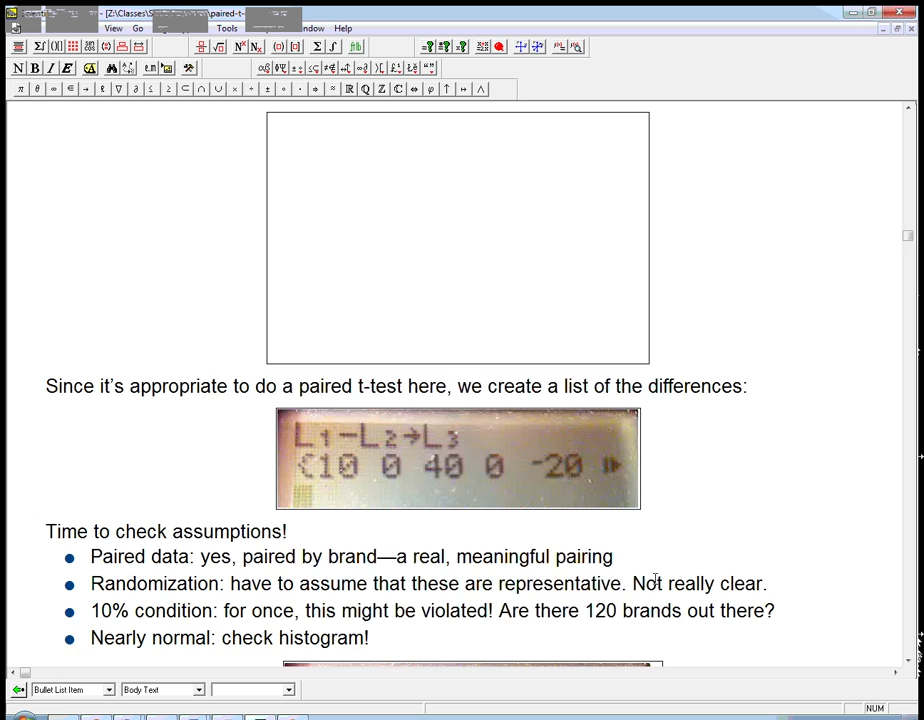 - [Z:\Classes\S
\paired-t-
View Go Tools Help
Since it's appropriate to do a paired t-test here, we create a list of the differences:
L1−L2→L3
{10 0 40 0 -20
Time to check assumptions!
● Paired data: yes, paired by brand—a real, meaningful pairing
● Randomization: have to assume that these are representative. Not really clear.
● 10% condition: for once, this might be violated! Are there 120 brands out there?
● Nearly normal: check histogram!
Bullet List Item Body Text
NUM